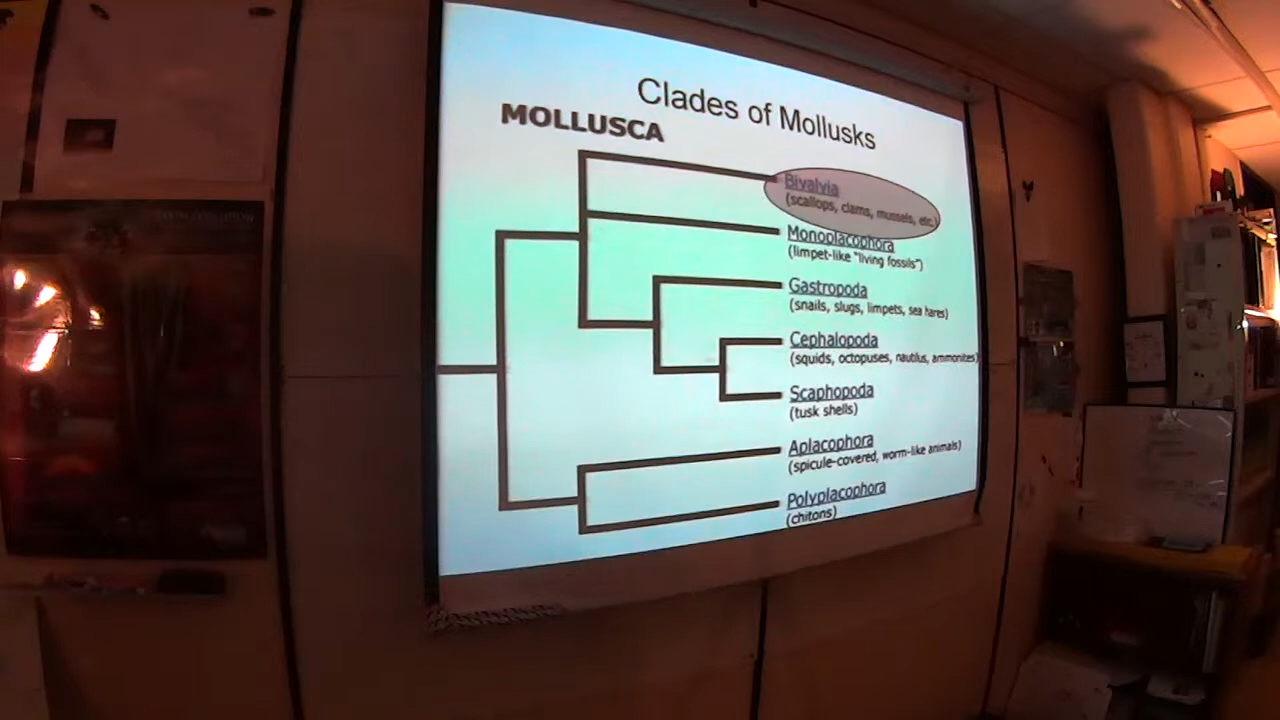 Clades of Mollusks
MOLLUSCA
Bivalvia
(scallops, clams, mussels, etc.)
Monoplacophora
(limpet-like "living fossils")
Gastropoda
(snails, slugs, limpets, sea hares)
Cephalopoda
(squids, octopuses, nautilus, ammonites)
Scaphopoda
(tusk shells)
Aplacophora
(spicule-covered, worm-like animals)
Polyplacophora
(chitons)